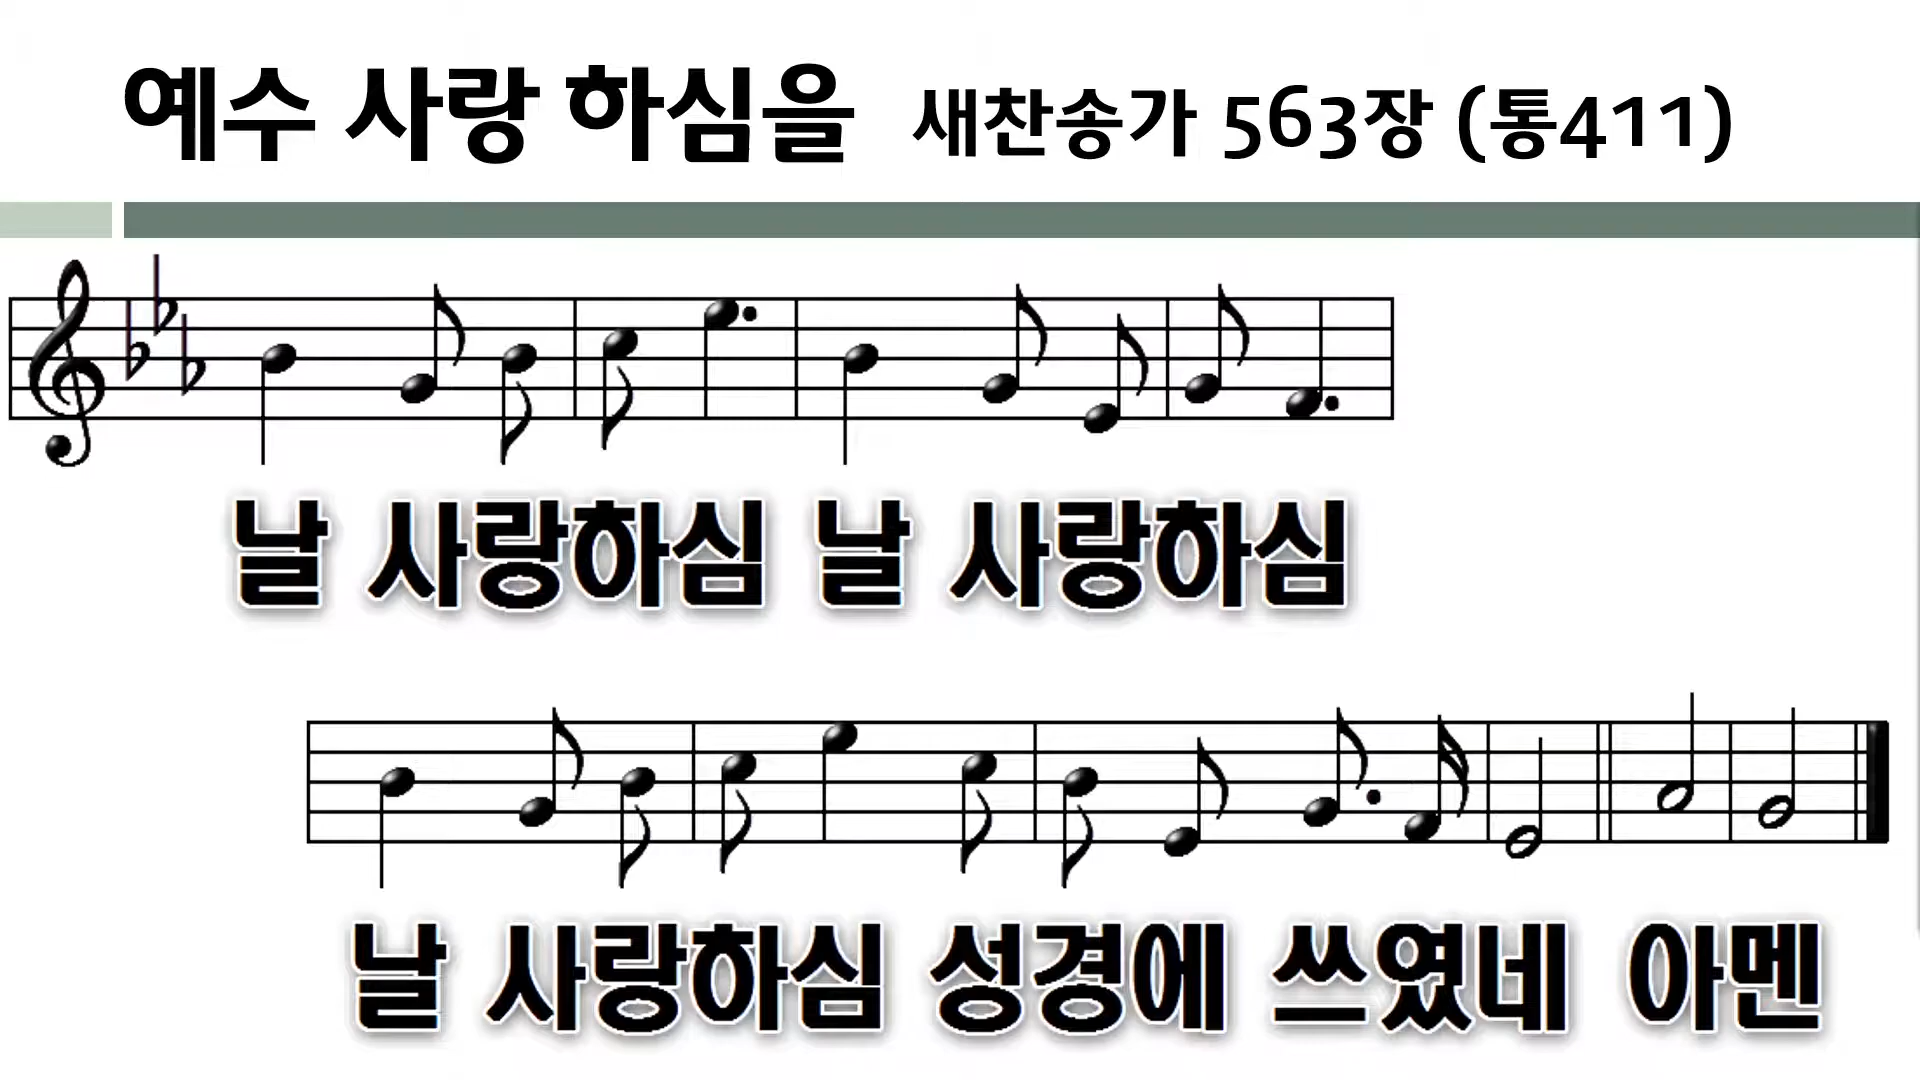 예수 사랑 하심을 새찬송가 563장 (통411)
날 사랑하심 날 사랑하심
날 사랑하심 성경에 쓰였네 아멘